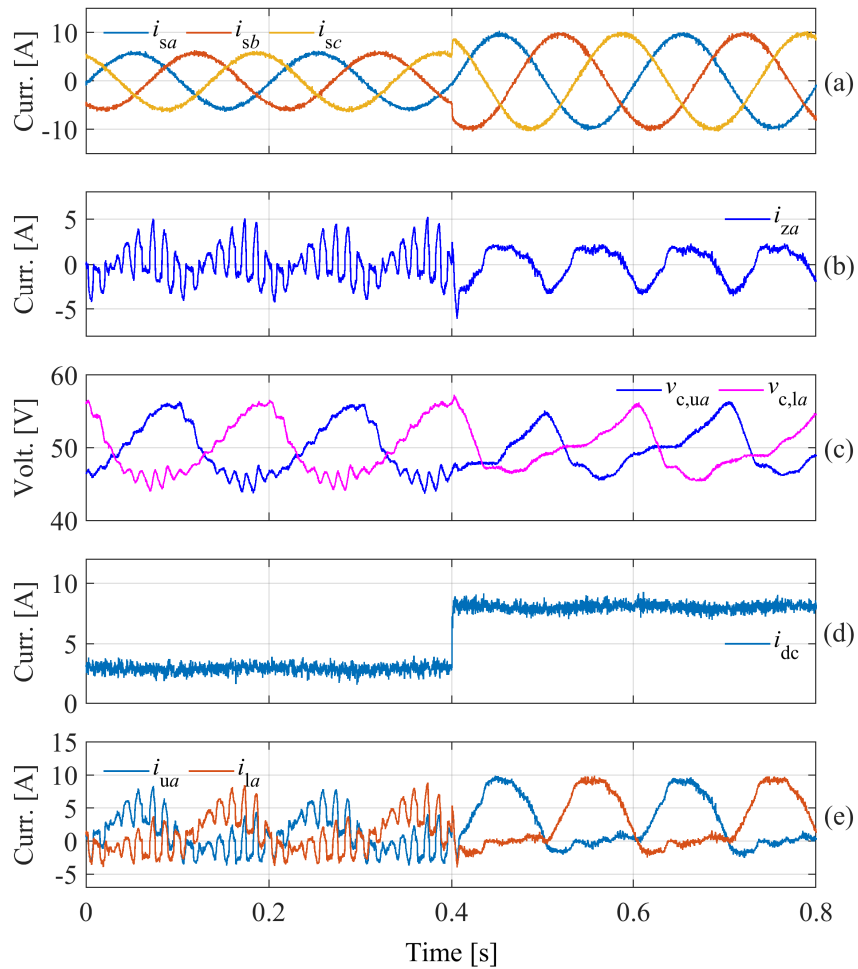 i_sa i_sb i_sc
10
0
-10
Curr. [A]
(a)
i_za
5
0
-5
Curr. [A]
(b)
v_c,ua v_c,la
60
50
40
Volt. [V]
(c)
10
5
0
Curr. [A]
i_dc
(d)
i_ua i_la
15
10
5
0
-5
Curr. [A]
(e)
0 0.2 0.4 0.6 0.8
Time [s]